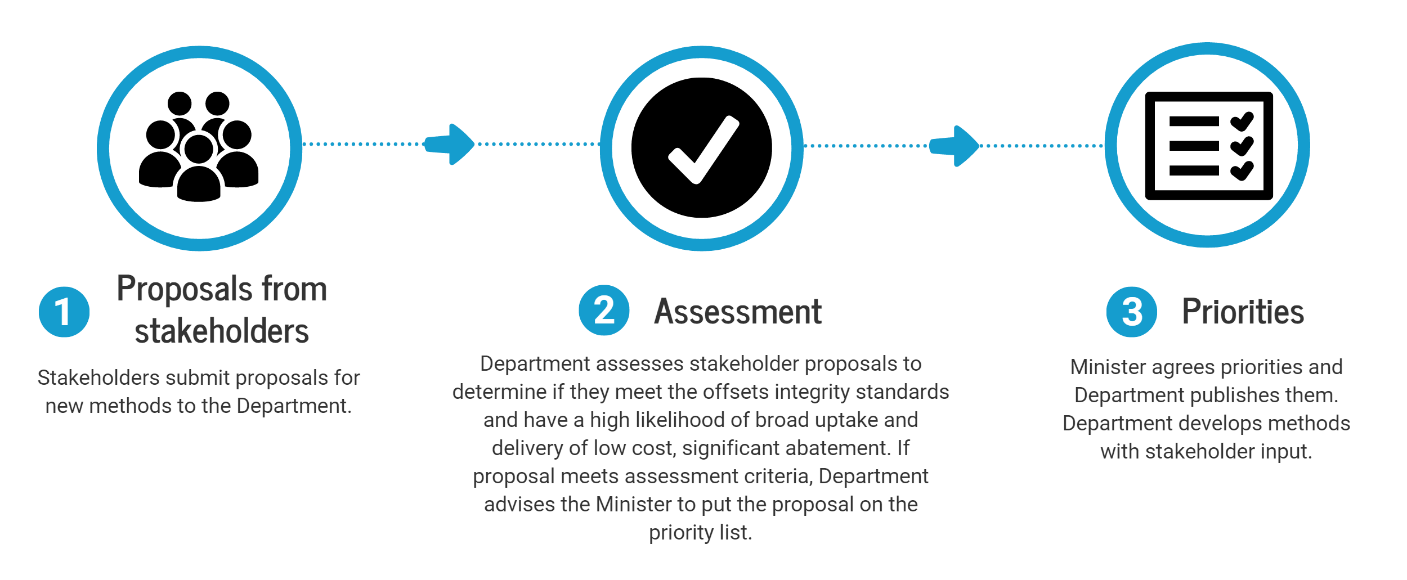 1
Proposals from
stakeholders
Stakeholders submit proposals for
new methods to the Department.
2
Assessment
Department assesses stakeholder proposals to
determine if they meet the offsets integrity standards
and have a high likelihood of broad uptake and
delivery of low cost, significant abatement. If
proposal meets assessment criteria, Department
advises the Minister to put the proposal on the
priority list.
3
Priorities
Minister agrees priorities and
Department publishes them.
Department develops methods
with stakeholder input.